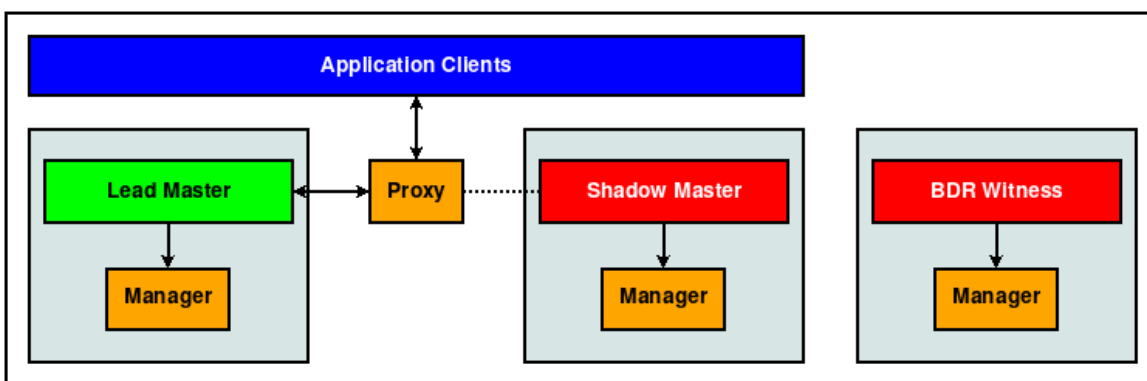 Application Clients
Lead Master
Proxy
Shadow Master
BDR Witness
Manager
Manager
Manager